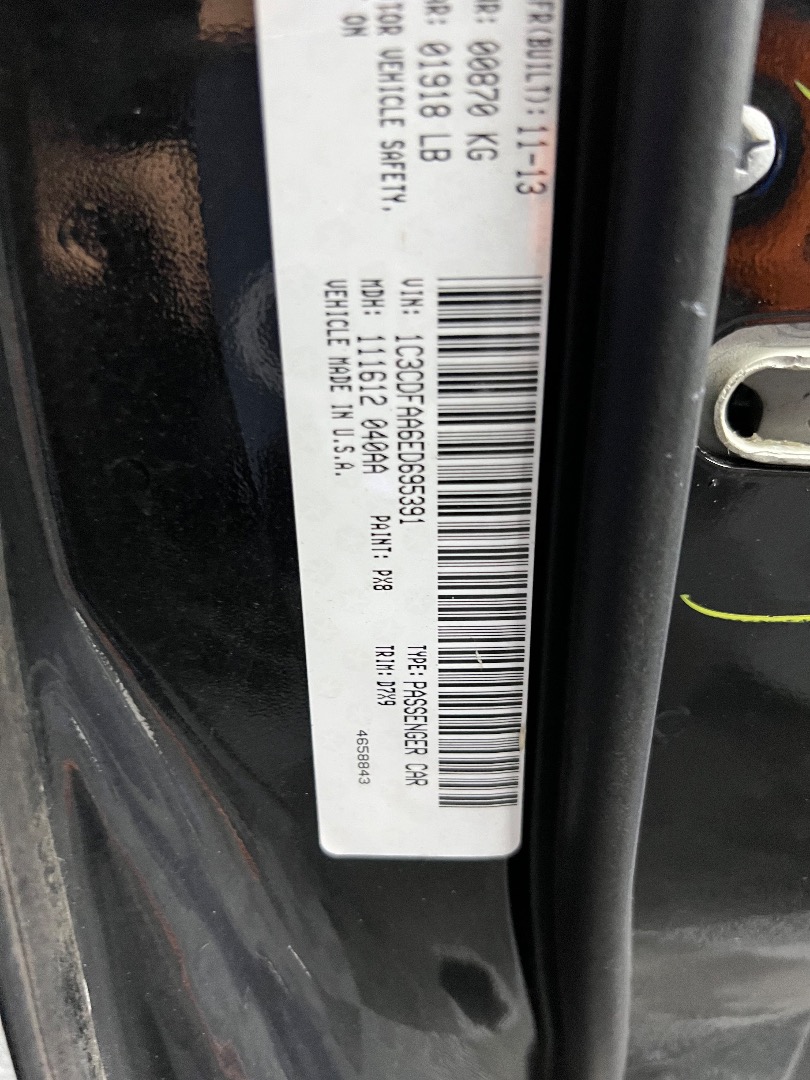 FR(BUILT): 11-13
R: 00870 KG
R: 01918 LB
TOR VEHICLE SAFETY,
ON
VIN: 1C3CDFAA6ED695391 TYPE: PASSENGER CAR
MDH: 111612 040AA PAINT: PX8 TRIM: D7X9
VEHICLE MADE IN U.S.A. 4658843